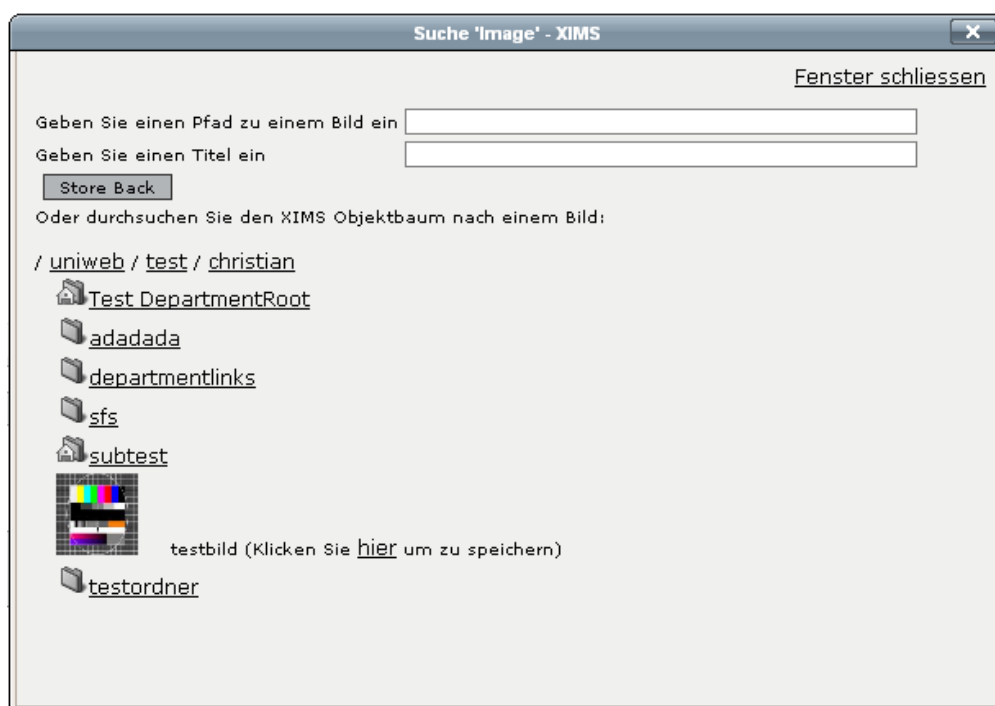 Suche 'Image' - XIMS
Fenster schliessen
Geben Sie einen Pfad zu einem Bild ein
Geben Sie einen Titel ein
Store Back
Oder durchsuchen Sie den XIMS Objektbaum nach einem Bild:
/ uniweb / test / christian
Test DepartmentRoot
adadada
departmentlinks
sfs
subtest
testbild (Klicken Sie hier um zu speichern)
testordner